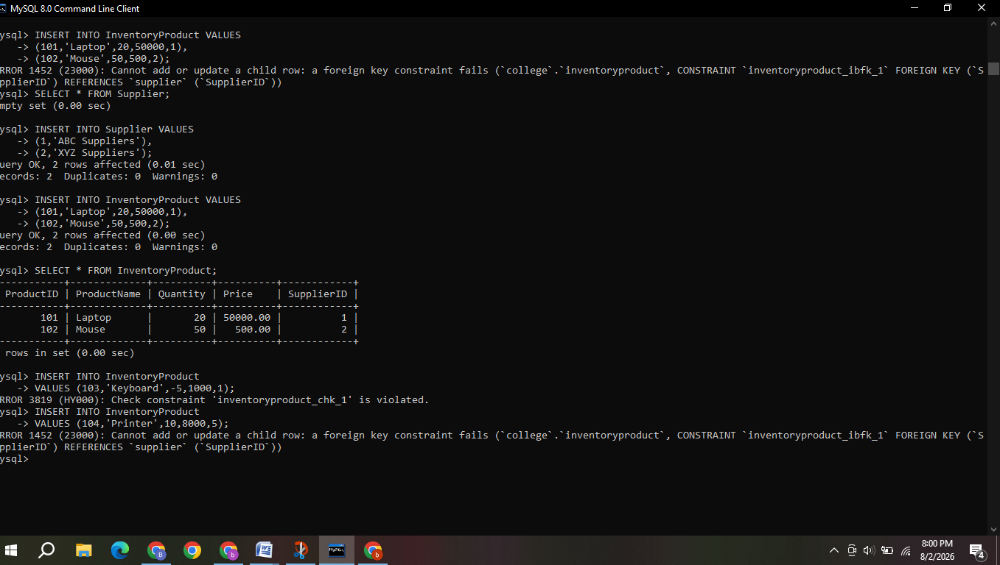 MySQL 8.0 Command Line Client
ysql> INSERT INTO InventoryProduct VALUES
-> (101,'Laptop',20,50000,1),
-> (102,'Mouse',50,500,2);
RROR 1452 (23000): Cannot add or update a child row: a foreign key constraint fails (`college`.`inventoryproduct`, CONSTRAINT `inventoryproduct_ibfk_1` FOREIGN KEY (`S
pplierID`) REFERENCES `supplier` (`SupplierID`))
ysql> SELECT * FROM Supplier;
mpty set (0.00 sec)
ysql> INSERT INTO Supplier VALUES
-> (1,'ABC Suppliers'),
-> (2,'XYZ Suppliers');
uery OK, 2 rows affected (0.01 sec)
ecords: 2  Duplicates: 0  Warnings: 0
ysql> INSERT INTO InventoryProduct VALUES
-> (101,'Laptop',20,50000,1),
-> (102,'Mouse',50,500,2);
uery OK, 2 rows affected (0.00 sec)
ecords: 2  Duplicates: 0  Warnings: 0
ysql> SELECT * FROM InventoryProduct;
-----------+-------------+----------+----------+------------+
ProductID | ProductName | Quantity | Price    | SupplierID |
-----------+-------------+----------+----------+------------+
101 | Laptop      |       20 | 50000.00 |          1 |
102 | Mouse       |       50 |   500.00 |          2 |
-----------+-------------+----------+----------+------------+
rows in set (0.00 sec)
ysql> INSERT INTO InventoryProduct
-> VALUES (103,'Keyboard',-5,1000,1);
RROR 3819 (HY000): Check constraint 'inventoryproduct_chk_1' is violated.
ysql> INSERT INTO InventoryProduct
-> VALUES (104,'Printer',10,8000,5);
RROR 1452 (23000): Cannot add or update a child row: a foreign key constraint fails (`college`.`inventoryproduct`, CONSTRAINT `inventoryproduct_ibfk_1` FOREIGN KEY (`S
pplierID`) REFERENCES `supplier` (`SupplierID`))
ysql>
B
b
W
MySQL
b
8:00 PM
8/2/2026
4